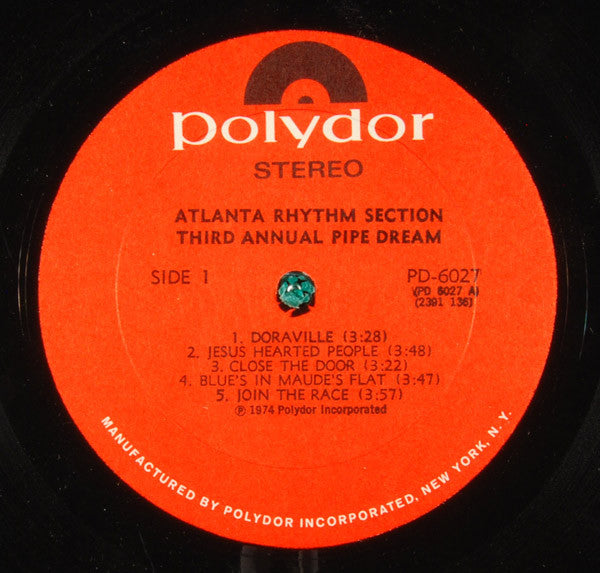 polydor
STEREO
ATLANTA RHYTHM SECTION
THIRD ANNUAL PIPE DREAM
SIDE 1
PD-6027
(PD 6027 A)
(2391 136)
1. DORAVILLE (3:28)
2. JESUS HEARTED PEOPLE (3:48)
3. CLOSE THE DOOR (3:22)
4. BLUE'S IN MAUDE'S FLAT (3:47)
5. JOIN THE RACE (3:57)
℗ 1974 Polydor Incorporated
MANUFACTURED BY POLYDOR INCORPORATED, NEW YORK, N. Y.